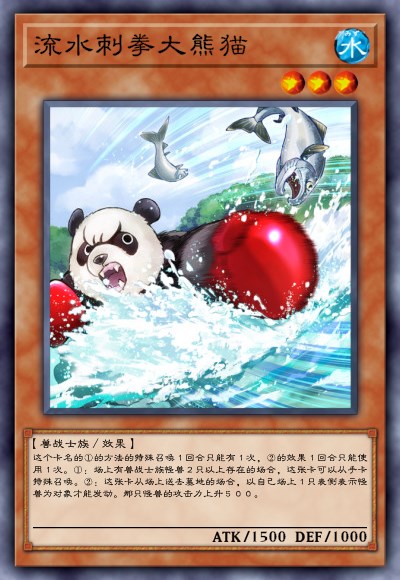 流水刺拳大熊猫
水
【兽战士族／效果】
这个卡名的①的方法的特殊召唤１回合只能有１次，②的效果１回合只能使
用１次。①：场上有兽战士族怪兽２只以上存在的场合，这张卡可以从手卡
特殊召唤。②：这张卡从场上送去墓地的场合，以自己场上１只表侧表示怪
兽为对象才能发动。那只怪兽的攻击力上升５００。
ATK/1500 DEF/1000